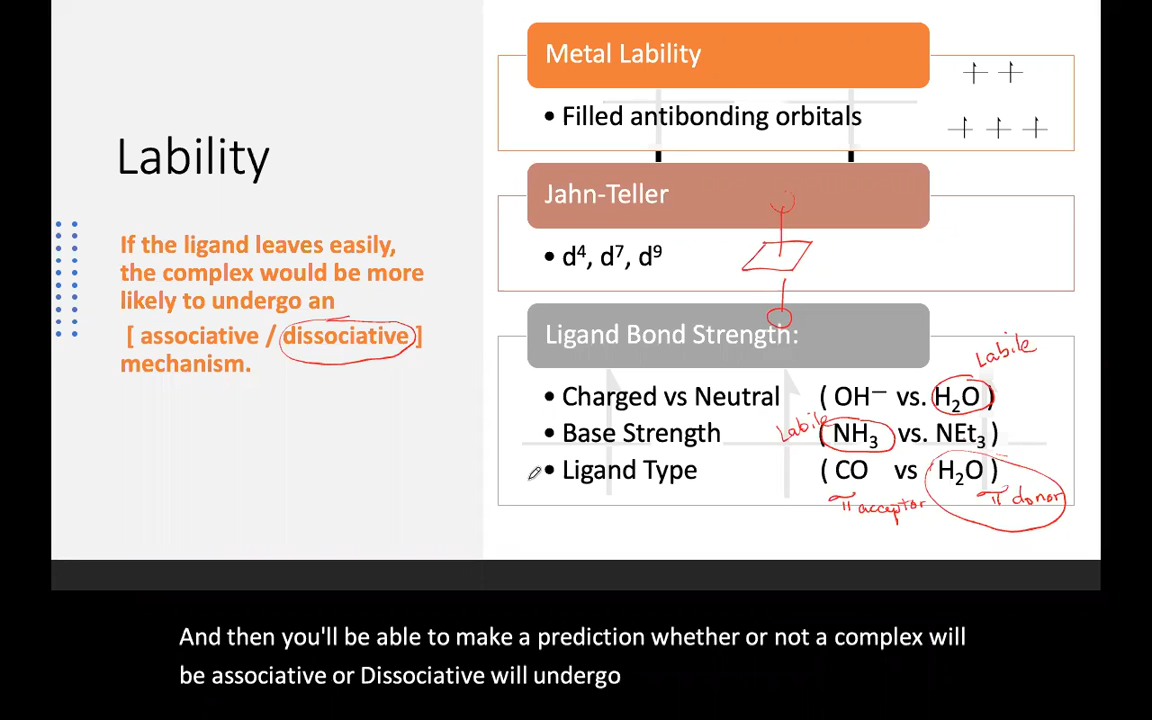 Lability
If the ligand leaves easily,
the complex would be more
likely to undergo an
[ associative / dissociative ]
mechanism.
Metal Lability
• Filled antibonding orbitals
Jahn-Teller
• d⁴, d⁷, d⁹
Ligand Bond Strength:
Labile
• Charged vs Neutral ( OH⁻ vs. H₂O )
Labile
• Base Strength ( NH₃ vs. NEt₃ )
• Ligand Type ( CO vs H₂O )
π acceptor π donor
And then you'll be able to make a prediction whether or not a complex will
be associative or Dissociative will undergo